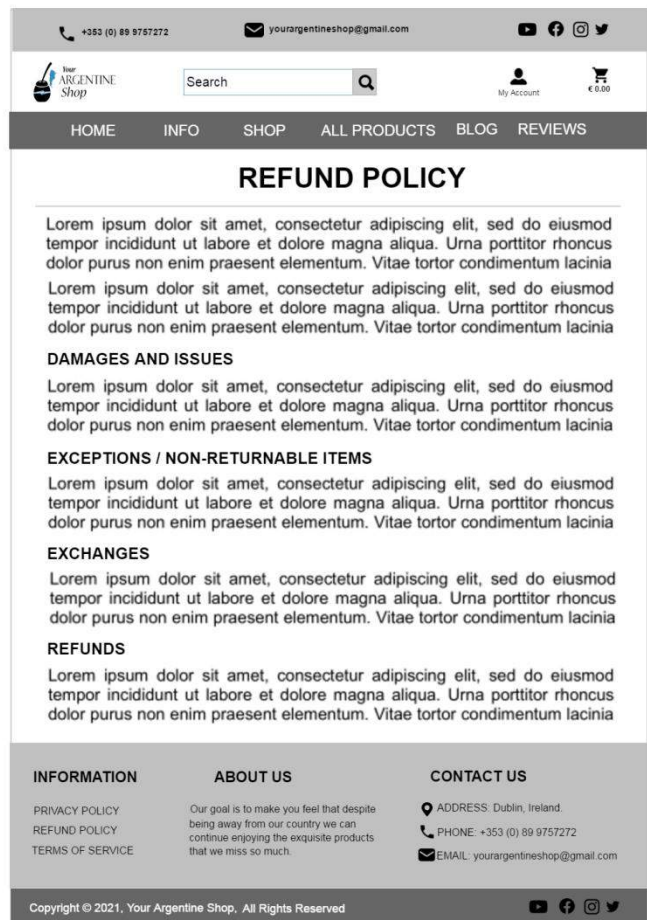 +353 (0) 89 9757272
yourargentineshop@gmail.com
Your
ARGENTINE
Shop
Search
My Account
€ 0.00
HOME INFO SHOP ALL PRODUCTS BLOG REVIEWS
REFUND POLICY
Lorem ipsum dolor sit amet, consectetur adipiscing elit, sed do eiusmod
tempor incididunt ut labore et dolore magna aliqua. Urna porttitor rhoncus
dolor purus non enim praesent elementum. Vitae tortor condimentum lacinia
Lorem ipsum dolor sit amet, consectetur adipiscing elit, sed do eiusmod
tempor incididunt ut labore et dolore magna aliqua. Urna porttitor rhoncus
dolor purus non enim praesent elementum. Vitae tortor condimentum lacinia
DAMAGES AND ISSUES
Lorem ipsum dolor sit amet, consectetur adipiscing elit, sed do eiusmod
tempor incididunt ut labore et dolore magna aliqua. Urna porttitor rhoncus
dolor purus non enim praesent elementum. Vitae tortor condimentum lacinia
EXCEPTIONS / NON-RETURNABLE ITEMS
Lorem ipsum dolor sit amet, consectetur adipiscing elit, sed do eiusmod
tempor incididunt ut labore et dolore magna aliqua. Urna porttitor rhoncus
dolor purus non enim praesent elementum. Vitae tortor condimentum lacinia
EXCHANGES
Lorem ipsum dolor sit amet, consectetur adipiscing elit, sed do eiusmod
tempor incididunt ut labore et dolore magna aliqua. Urna porttitor rhoncus
dolor purus non enim praesent elementum. Vitae tortor condimentum lacinia
REFUNDS
Lorem ipsum dolor sit amet, consectetur adipiscing elit, sed do eiusmod
tempor incididunt ut labore et dolore magna aliqua. Urna porttitor rhoncus
dolor purus non enim praesent elementum. Vitae tortor condimentum lacinia
INFORMATION
PRIVACY POLICY
REFUND POLICY
TERMS OF SERVICE
ABOUT US
Our goal is to make you feel that despite
being away from our country we can
continue enjoying the exquisite products
that we miss so much.
CONTACT US
ADDRESS: Dublin, Ireland.
PHONE: +353 (0) 89 9757272
EMAIL: yourargentineshop@gmail.com
Copyright © 2021, Your Argentine Shop, All Rights Reserved